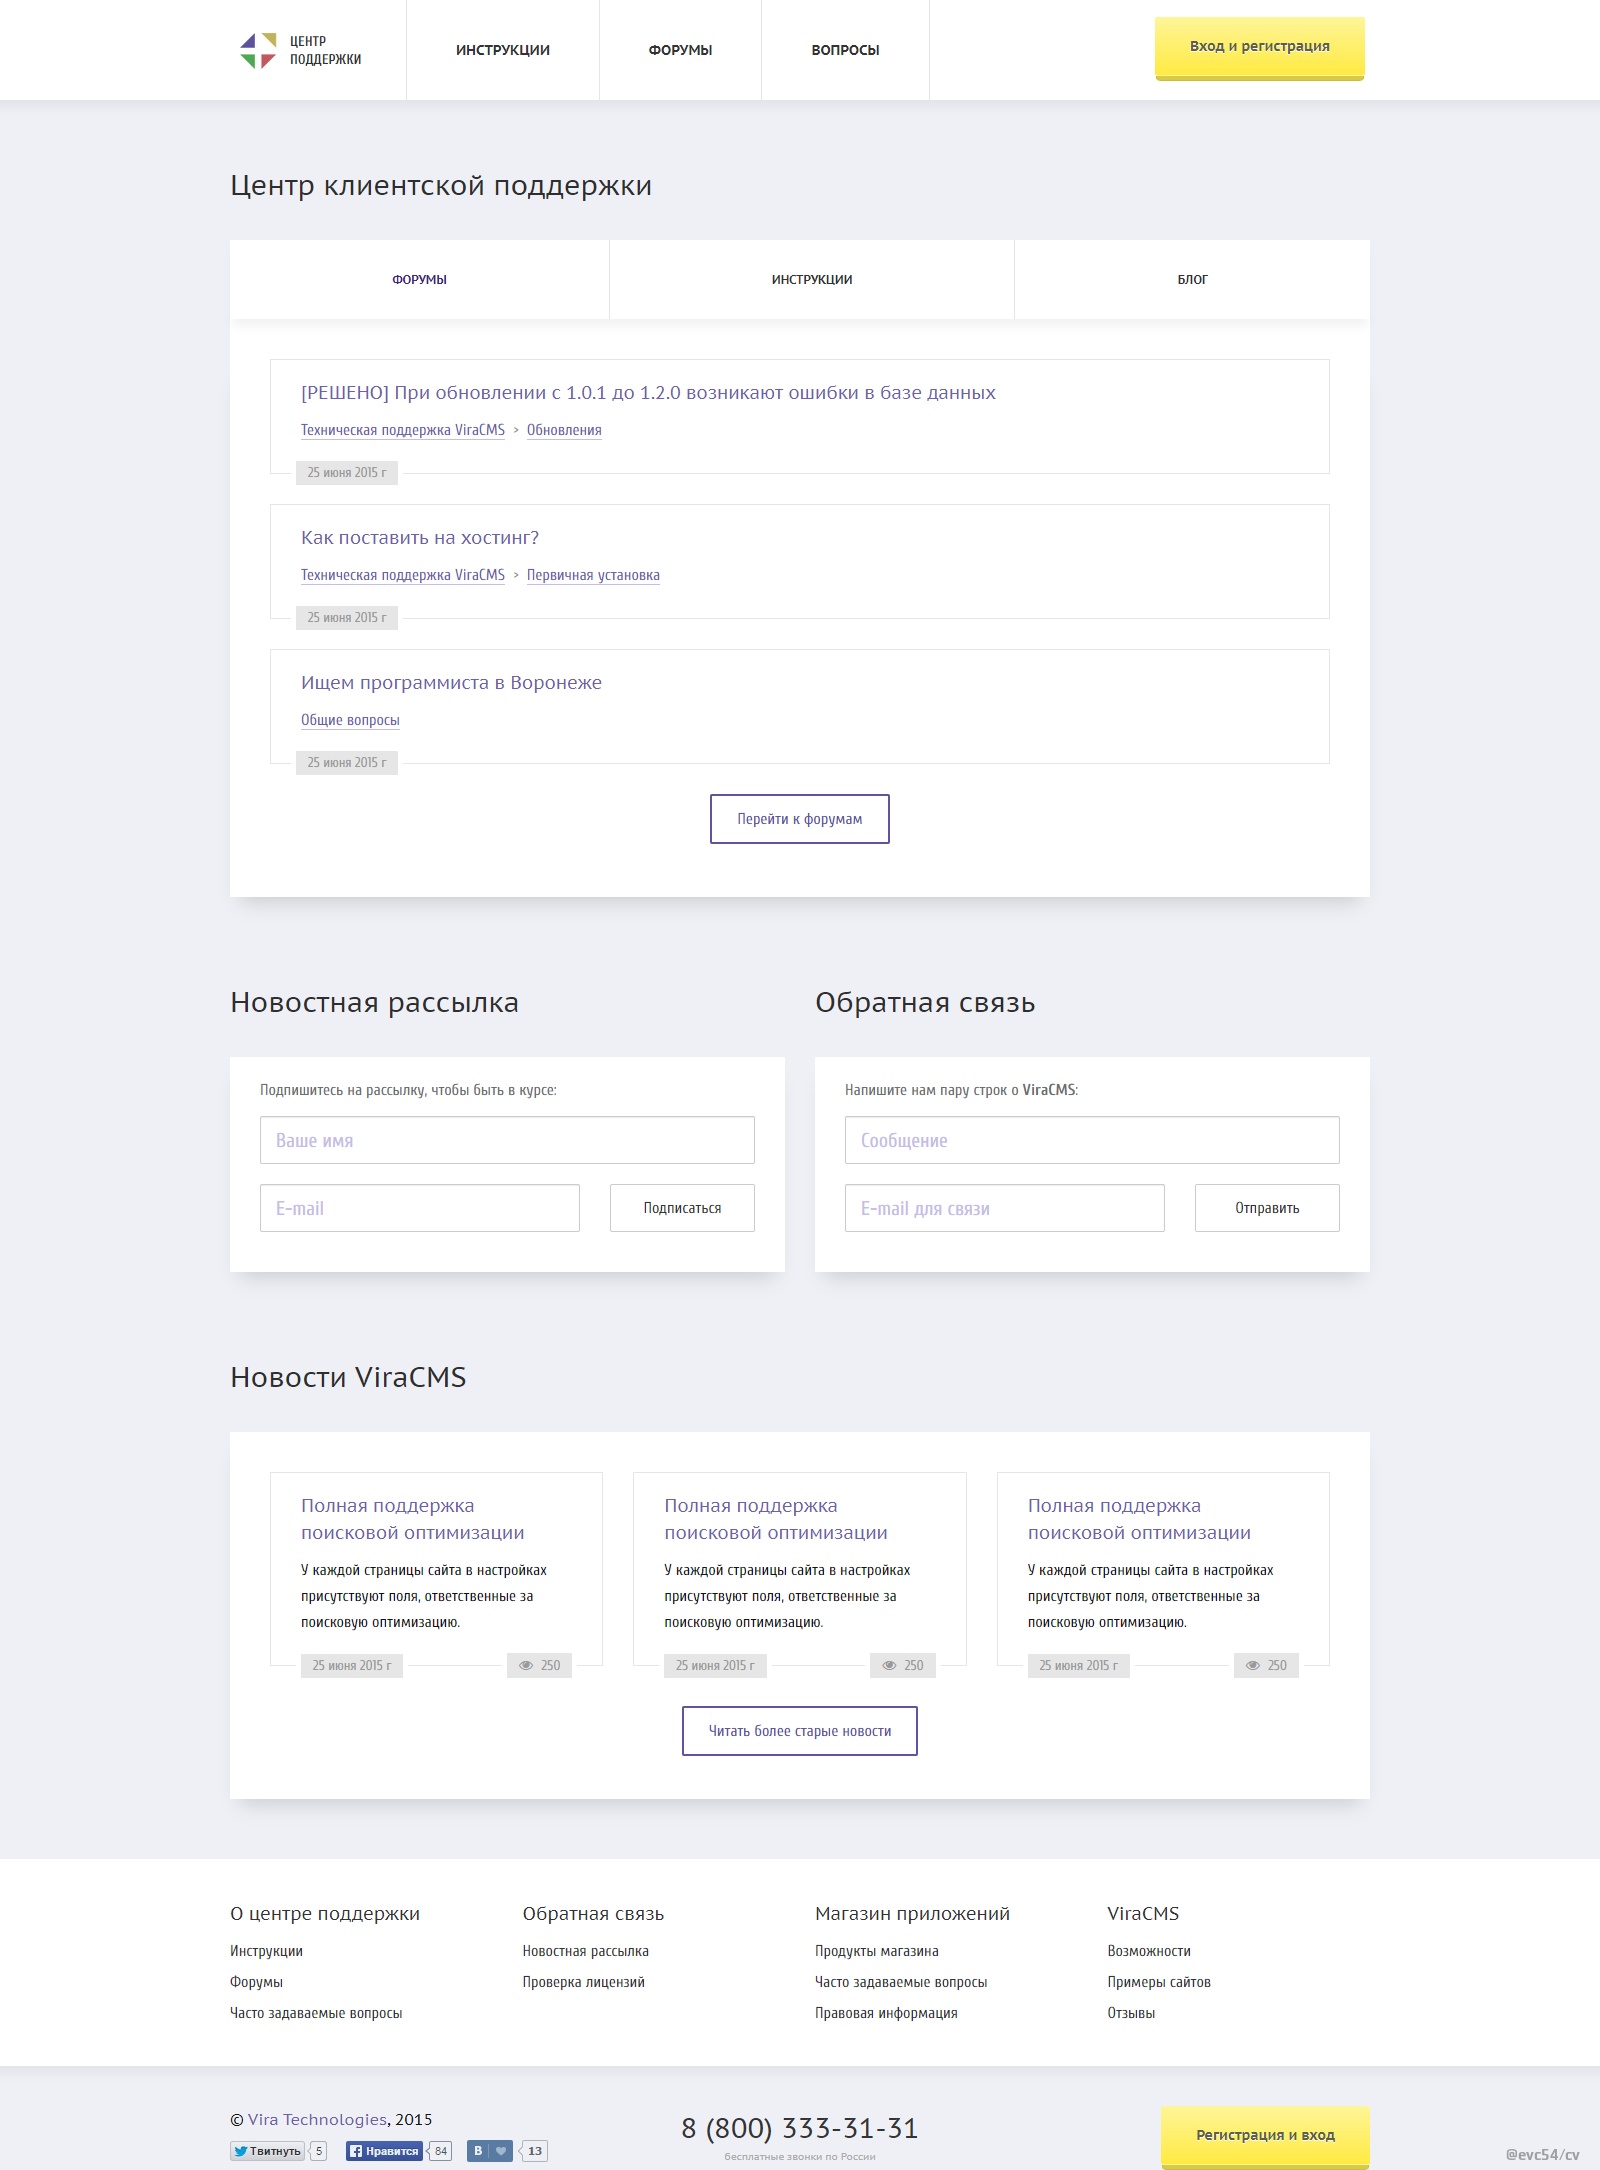 ЦЕНТР
ПОДДЕРЖКИ
ИНСТРУКЦИИ
ФОРУМЫ
ВОПРОСЫ
Вход и регистрация
Центр клиентской поддержки
ФОРУМЫ
ИНСТРУКЦИИ
БЛОГ
[РЕШЕНО] При обновлении с 1.0.1 до 1.2.0 возникают ошибки в базе данных
Техническая поддержка ViraCMS > Обновления
25 июня 2015 г
Как поставить на хостинг?
Техническая поддержка ViraCMS > Первичная установка
25 июня 2015 г
Ищем программиста в Воронеже
Общие вопросы
25 июня 2015 г
Перейти к форумам
Новостная рассылка
Подпишитесь на рассылку, чтобы быть в курсе:
Ваше имя
E-mail
Подписаться
Обратная связь
Напишите нам пару строк о ViraCMS:
Сообщение
E-mail для связи
Отправить
Новости ViraCMS
Полная поддержка
поисковой оптимизации
У каждой страницы сайта в настройках
присутствуют поля, ответственные за
поисковую оптимизацию.
25 июня 2015 г
250
Полная поддержка
поисковой оптимизации
У каждой страницы сайта в настройках
присутствуют поля, ответственные за
поисковую оптимизацию.
25 июня 2015 г
250
Полная поддержка
поисковой оптимизации
У каждой страницы сайта в настройках
присутствуют поля, ответственные за
поисковую оптимизацию.
25 июня 2015 г
250
Читать более старые новости
О центре поддержки
Инструкции
Форумы
Часто задаваемые вопросы
Обратная связь
Новостная рассылка
Проверка лицензий
Магазин приложений
Продукты магазина
Часто задаваемые вопросы
Правовая информация
ViraCMS
Возможности
Примеры сайтов
Отзывы
© Vira Technologies, 2015
Твитнуть 5
Нравится 84
В 13
8 (800) 333-31-31
бесплатные звонки по России
Регистрация и вход
@evc54/cv